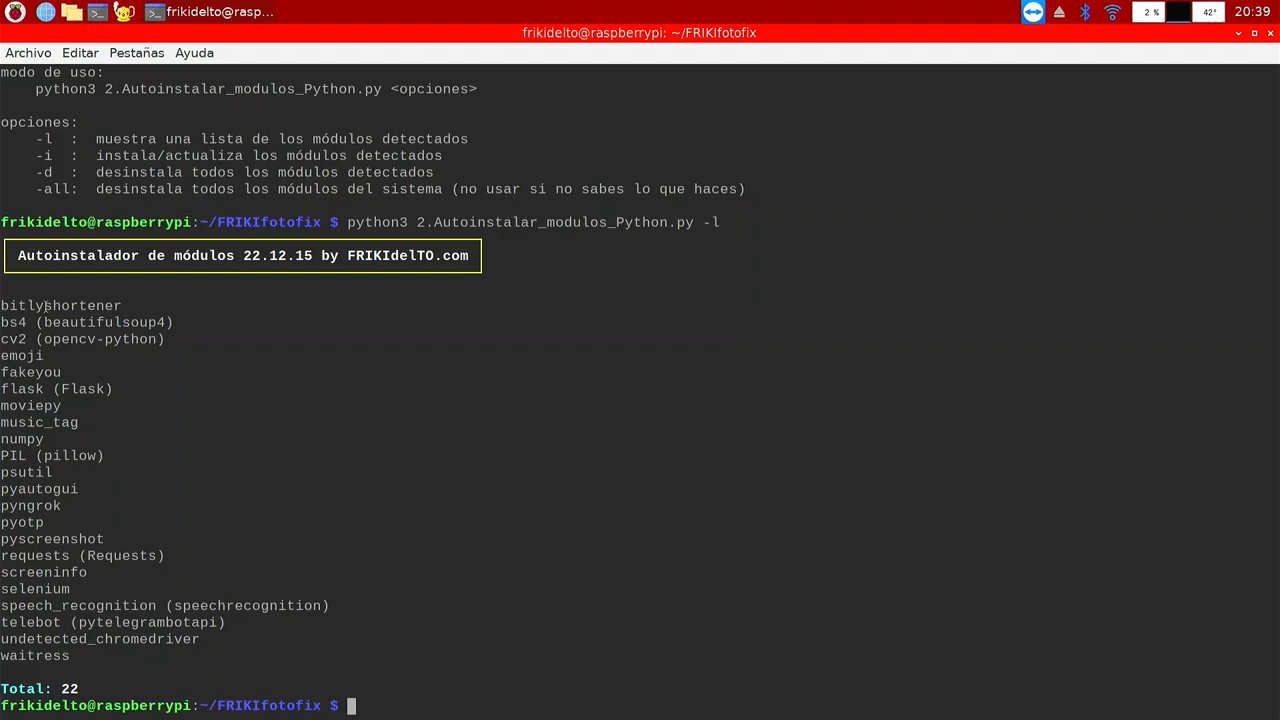 frikidelto@rasp...
2 %
42°
20:39
frikidelto@raspberrypi: ~/FRIKIfotofix
Archivo Editar Pestañas Ayuda
modo de uso:
python3 2.Autoinstalar_modulos_Python.py <opciones>
opciones:
-l : muestra una lista de los módulos detectados
-i : instala/actualiza los módulos detectados
-d : desinstala todos los módulos detectados
-all: desinstala todos los módulos del sistema (no usar si no sabes lo que haces)
frikidelto@raspberrypi:~/FRIKIfotofix $ python3 2.Autoinstalar_modulos_Python.py -l
Autoinstalador de módulos 22.12.15 by FRIKIdelTO.com
bitlyshortener
bs4 (beautifulsoup4)
cv2 (opencv-python)
emoji
fakeyou
flask (Flask)
moviepy
music_tag
numpy
PIL (pillow)
psutil
pyautogui
pyngrok
pyotp
pyscreenshot
requests (Requests)
screeninfo
selenium
speech_recognition (speechrecognition)
telebot (pytelegrambotapi)
undetected_chromedriver
waitress
Total: 22
frikidelto@raspberrypi:~/FRIKIfotofix $